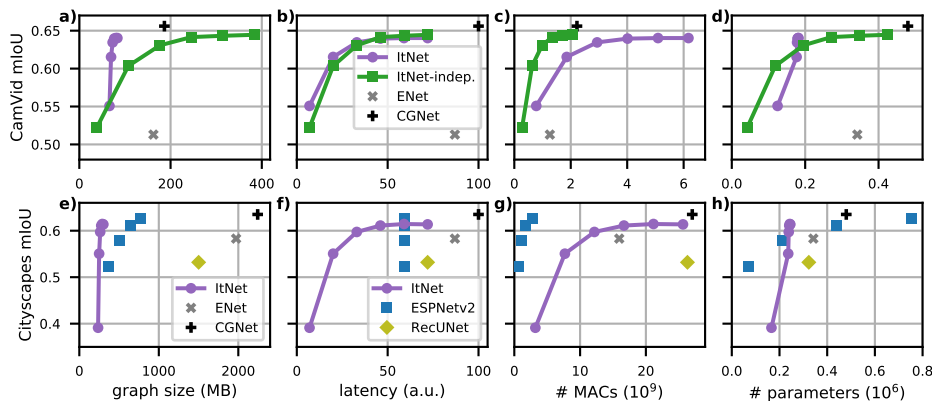 a)
b)
c)
d)
CamVid mIoU
0.65
0.60
0.55
0.50
ItNet
ItNet-indep.
ENet
CGNet
0
200
400
0
50
100
0
2
4
6
0.0
0.2
0.4
e)
f)
g)
h)
Cityscapes mIoU
0.6
0.5
0.4
ItNet
ENet
CGNet
ItNet
ESPNetv2
RecUNet
0
1000
2000
0
50
100
0
10
20
0.0
0.2
0.4
0.6
0.8
graph size (MB)
latency (a.u.)
# MACs (10⁹)
# parameters (10⁶)